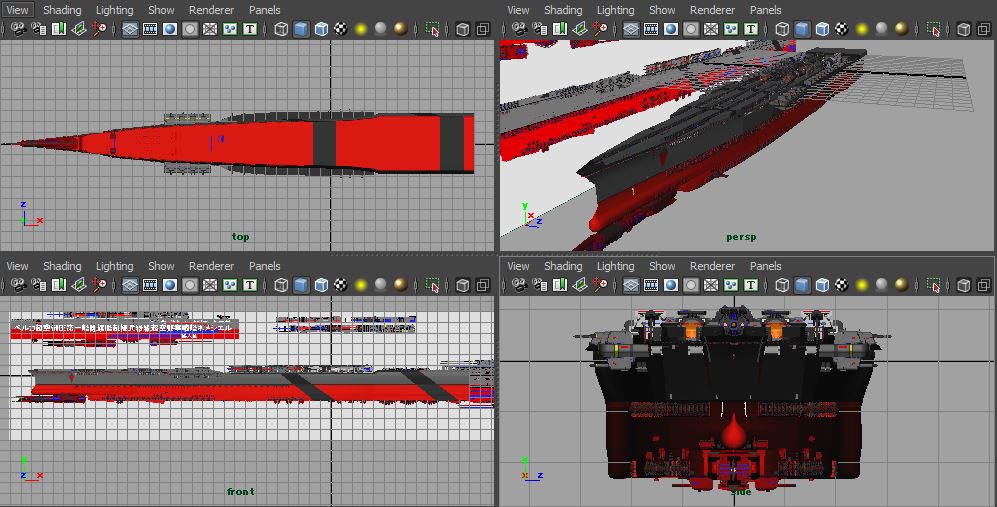 View Shading Lighting Show Renderer Panels
T
z x
top
View Shading Lighting Show Renderer Panels
T
y x z
persp
View Shading Lighting Show Renderer Panels
T
y z x
front
View Shading Lighting Show Renderer Panels
T
y x z
side